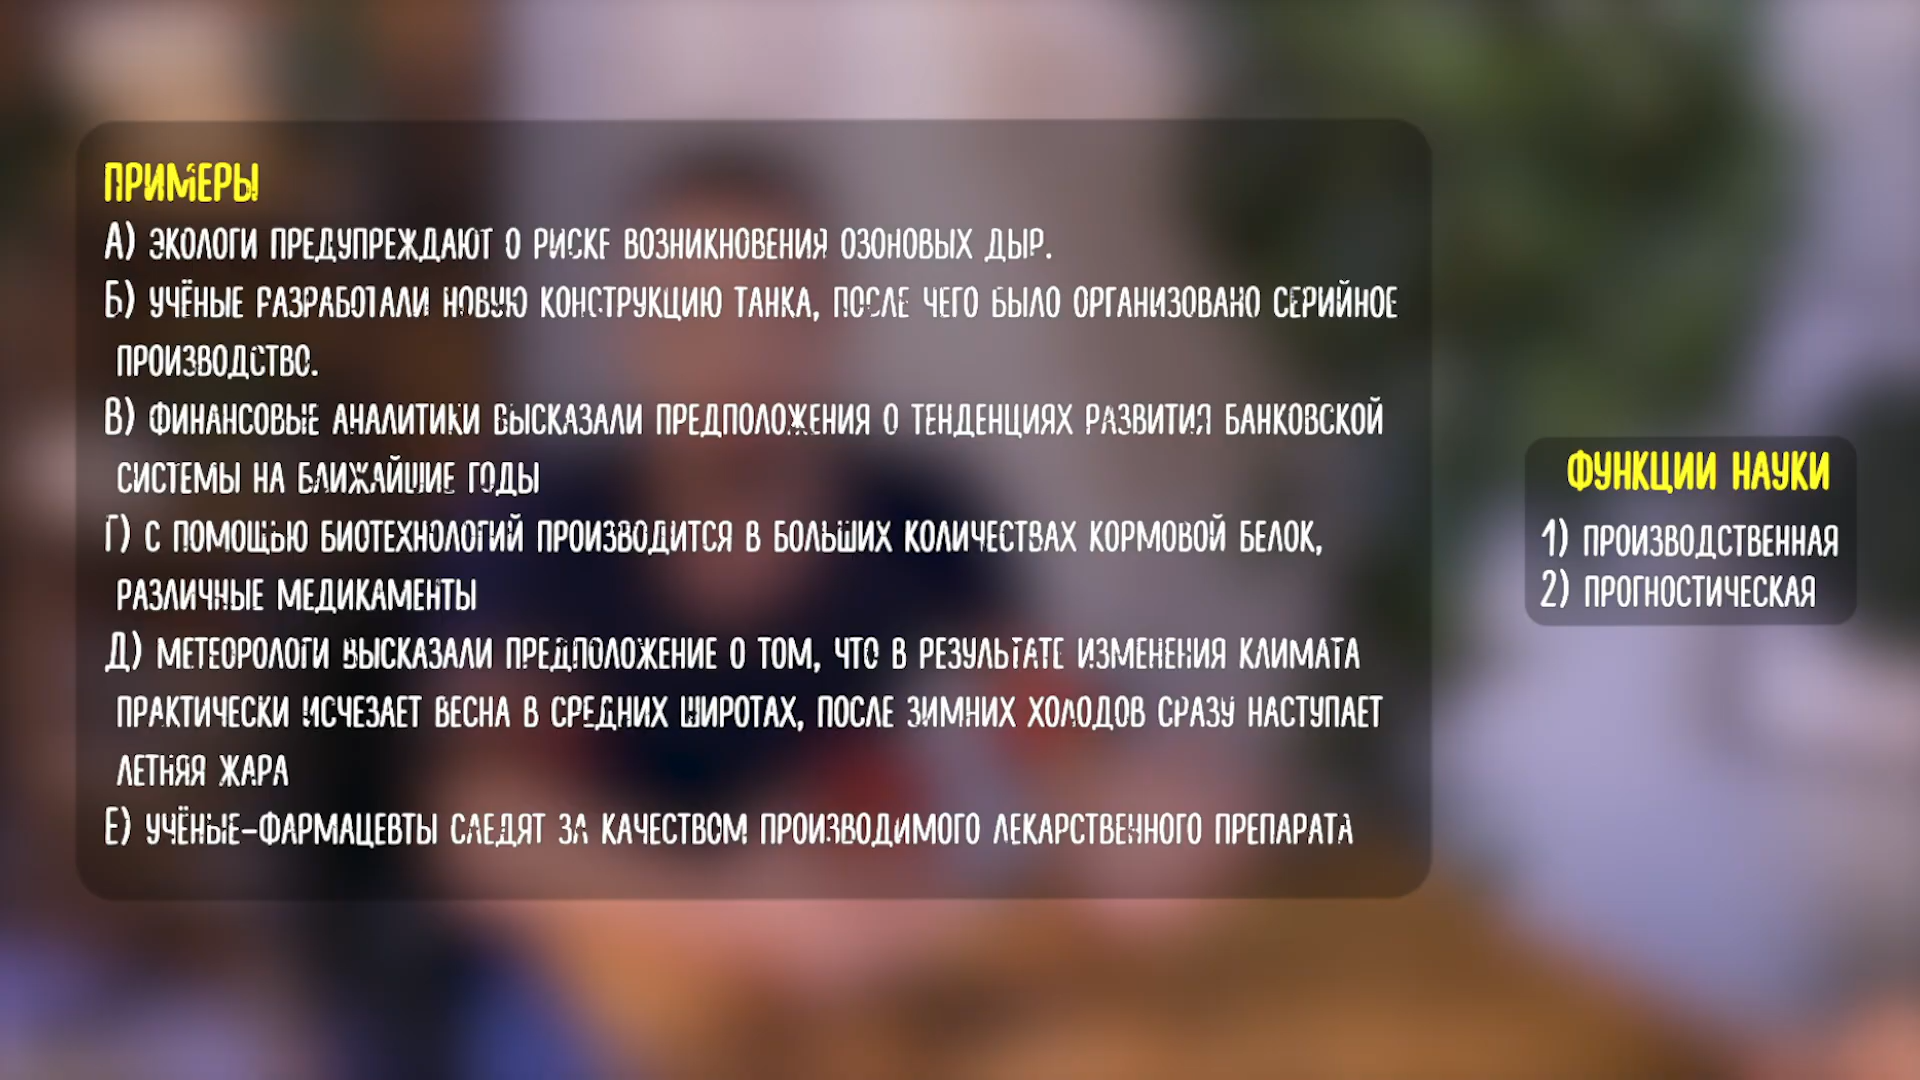 ПРИМЕРЫ
А) ЭКОЛОГИ ПРЕДУПРЕЖДАЮТ О РИСКЕ ВОЗНИКНОВЕНИЯ ОЗОНОВЫХ ДЫР.
Б) УЧЁНЫЕ РАЗРАБОТАЛИ НОВУЮ КОНСТРУКЦИЮ ТАНКА, ПОСЛЕ ЧЕГО БЫЛО ОРГАНИЗОВАНО СЕРИЙНОЕ
ПРОИЗВОДСТВО.
В) ФИНАНСОВЫЕ АНАЛИТИКИ ВЫСКАЗАЛИ ПРЕДПОЛОЖЕНИЯ О ТЕНДЕНЦИЯХ РАЗВИТИЯ БАНКОВСКОЙ
СИСТЕМЫ НА БЛИЖАЙШИЕ ГОДЫ
Г) С ПОМОЩЬЮ БИОТЕХНОЛОГИЙ ПРОИЗВОДИТСЯ В БОЛЬШИХ КОЛИЧЕСТВАХ КОРМОВОЙ БЕЛОК,
РАЗЛИЧНЫЕ МЕДИКАМЕНТЫ
Д) МЕТЕОРОЛОГИ ВЫСКАЗАЛИ ПРЕДПОЛОЖЕНИЕ О ТОМ, ЧТО В РЕЗУЛЬТАТЕ ИЗМЕНЕНИЯ КЛИМАТА
ПРАКТИЧЕСКИ ИСЧЕЗАЕТ ВЕСНА В СРЕДНИХ ШИРОТАХ, ПОСЛЕ ЗИМНИХ ХОЛОДОВ СРАЗУ НАСТУПАЕТ
ЛЕТНЯЯ ЖАРА
Е) УЧЁНЫЕ-ФАРМАЦЕВТЫ СЛЕДЯТ ЗА КАЧЕСТВОМ ПРОИЗВОДИМОГО ЛЕКАРСТВЕННОГО ПРЕПАРАТА
ФУНКЦИИ НАУКИ
1) ПРОИЗВОДСТВЕННАЯ
2) ПРОГНОСТИЧЕСКАЯ